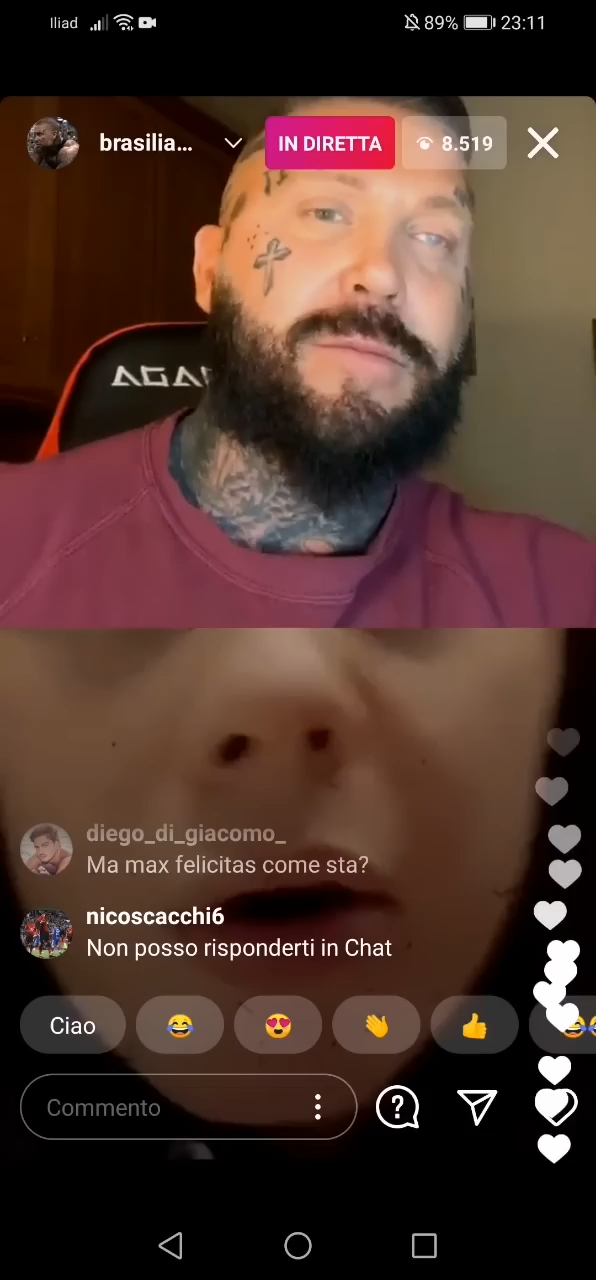 Iliad
89%
23:11
brasilia...
IN DIRETTA
8.519
diego_di_giacomo_
Ma max felicitas come sta?
nicoscacchi6
Non posso risponderti in Chat
Ciao
Commento